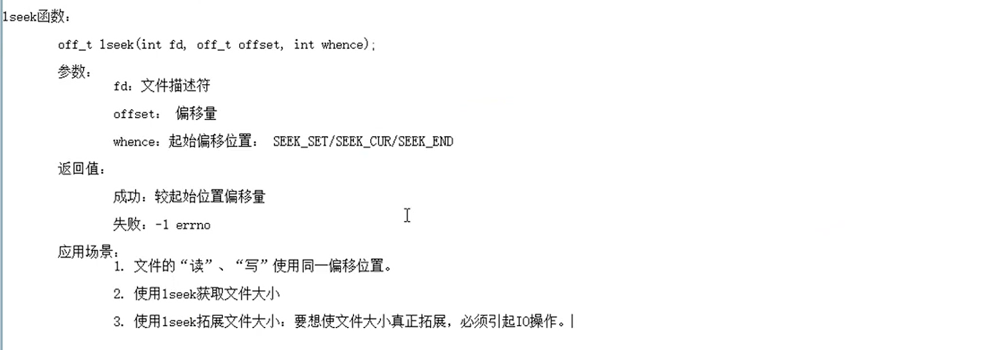 lseek函数：
off_t lseek(int fd, off_t offset, int whence);
参数：
fd：文件描述符
offset： 偏移量
whence：起始偏移位置： SEEK_SET/SEEK_CUR/SEEK_END
返回值：
成功：较起始位置偏移量
失败：-1 errno
应用场景：
1. 文件的“读”、“写”使用同一偏移位置。
2. 使用lseek获取文件大小
3. 使用lseek拓展文件大小：要想使文件大小真正拓展，必须引起IO操作。